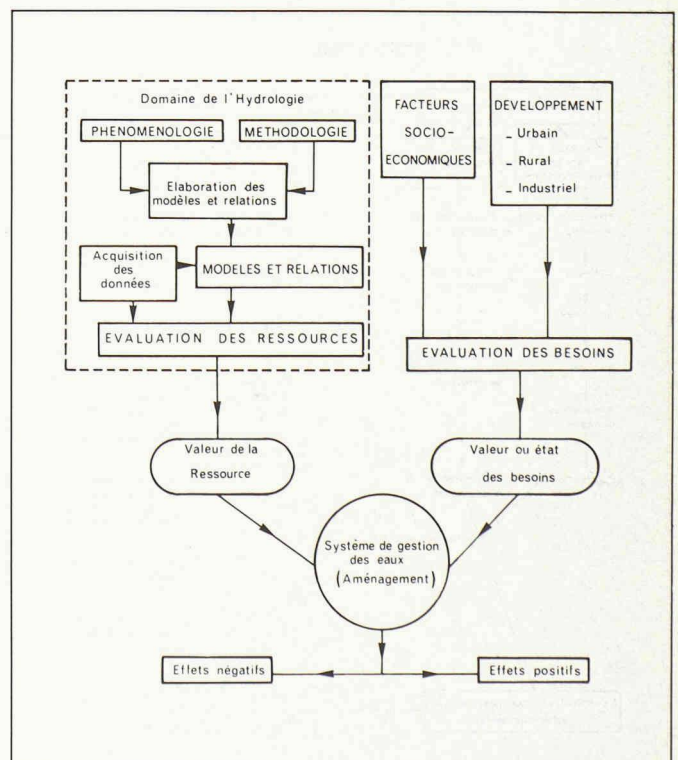 Domaine de l'Hydrologie
PHENOMENOLOGIE
METHODOLOGIE
Elaboration des
modèles et relations
Acquisition
des
données
MODELES ET RELATIONS
EVALUATION DES RESSOURCES
FACTEURS
SOCIO-
ECONOMIQUES
DEVELOPPEMENT
_ Urbain
_ Rural
_ Industriel
EVALUATION DES BESOINS
Valeur de la
Ressource
Valeur ou état
des besoins
Système de gestion
des eaux
(Aménagement)
Effets négatifs
Effets positifs